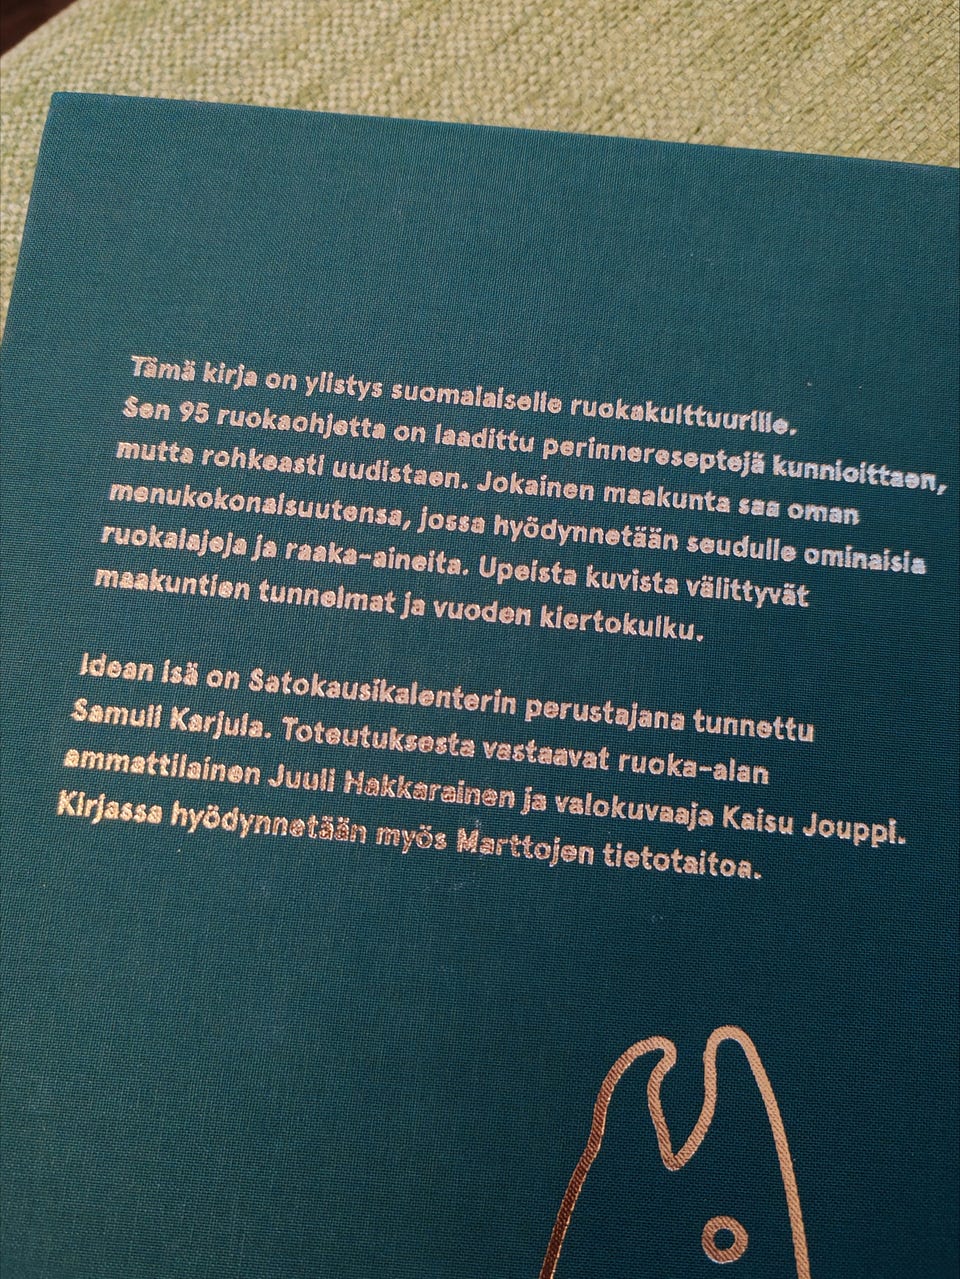 Tämä kirja on ylistys suomalaiselle ruokakulttuurille.
Sen 95 ruokaohjetta on laadittu perinnereseptejä kunnioittaen,
mutta rohkeasti uudistaen. Jokainen maakunta saa oman
menukokonaisuutensa, jossa hyödynnetään seudulle ominaisia
ruokalajeja ja raaka-aineita. Upeista kuvista välittyvät
maakuntien tunnelmat ja vuoden kiertokulku.
Idean isä on Satokausikalenterin perustajana tunnettu
Samuli Karjula. Toteutuksesta vastaavat ruoka-alan
ammattilainen Juuli Hakkarainen ja valokuvaaja Kaisu Jouppi.
Kirjassa hyödynnetään myös Marttojen tietotaitoa.